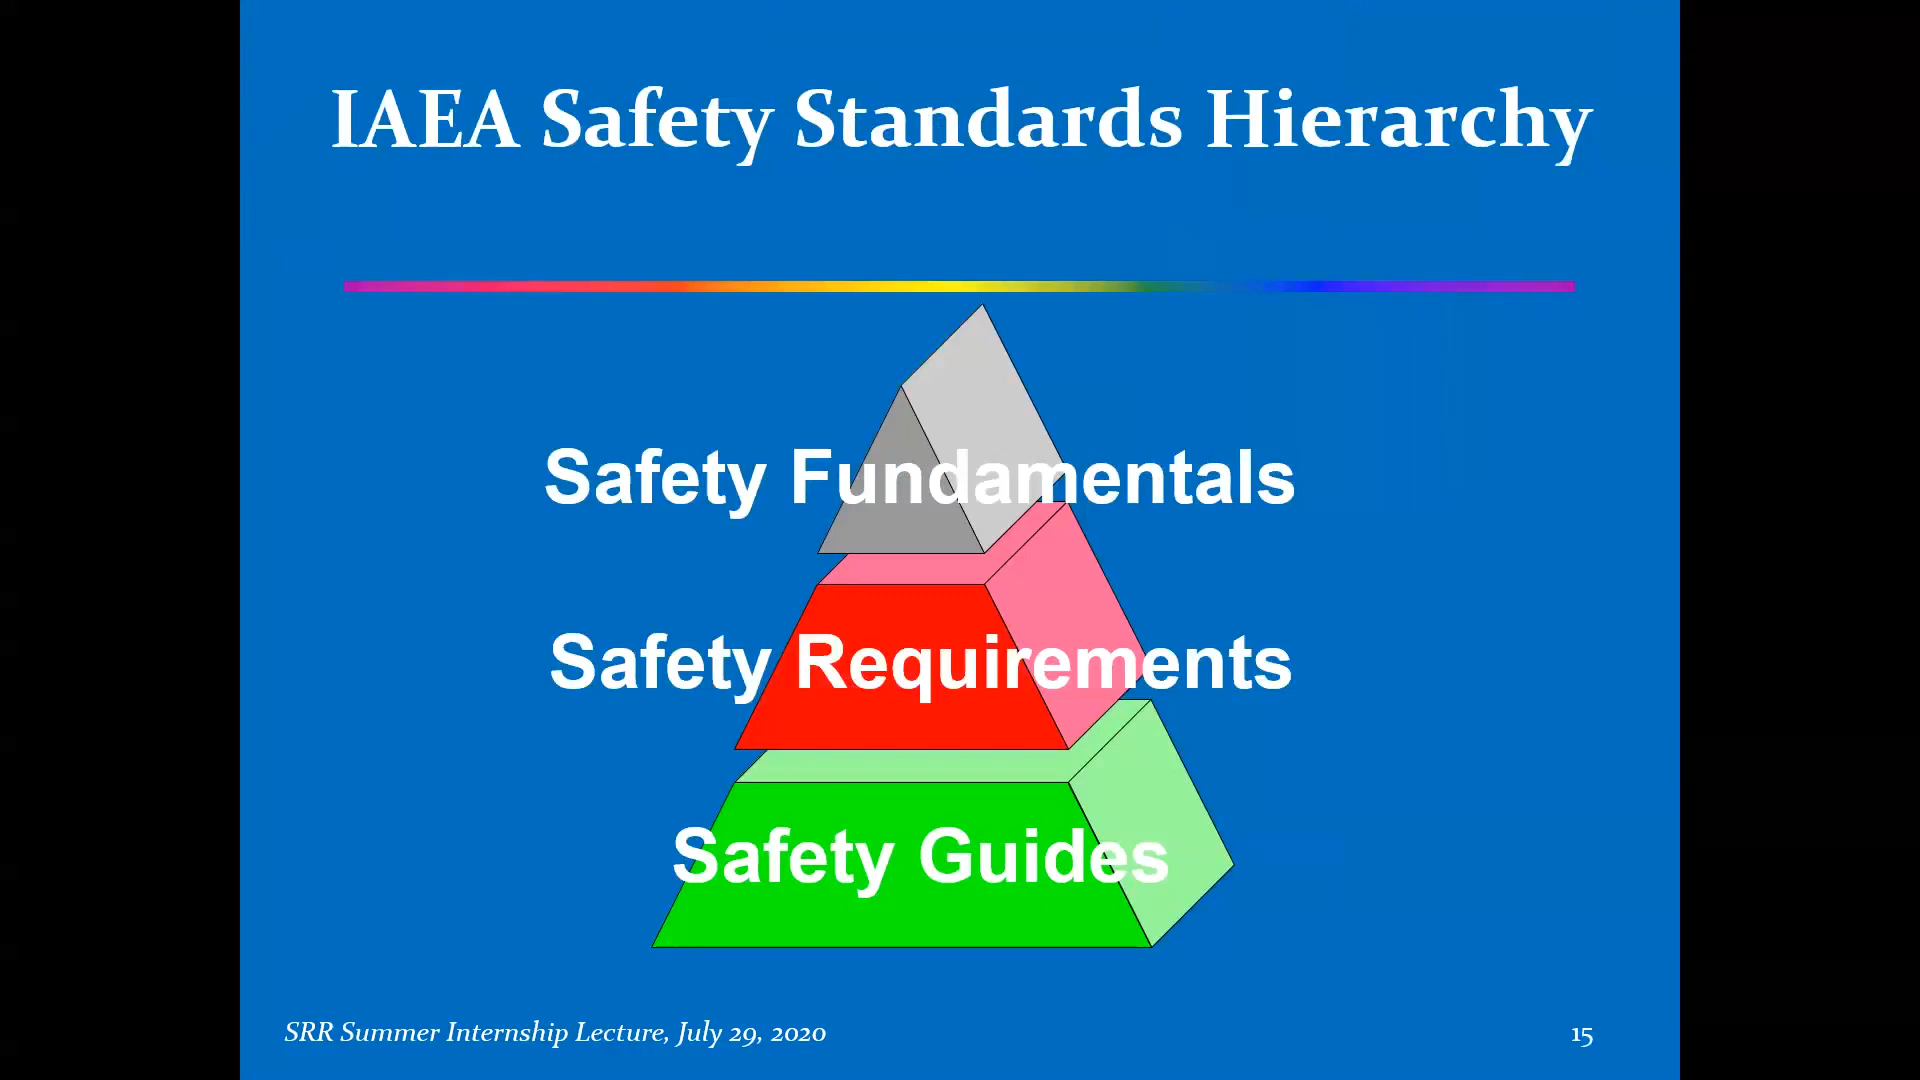 IAEA Safety Standards Hierarchy
Safety Fundamentals
Safety Requirements
Safety Guides
SRR Summer Internship Lecture, July 29, 2020
15